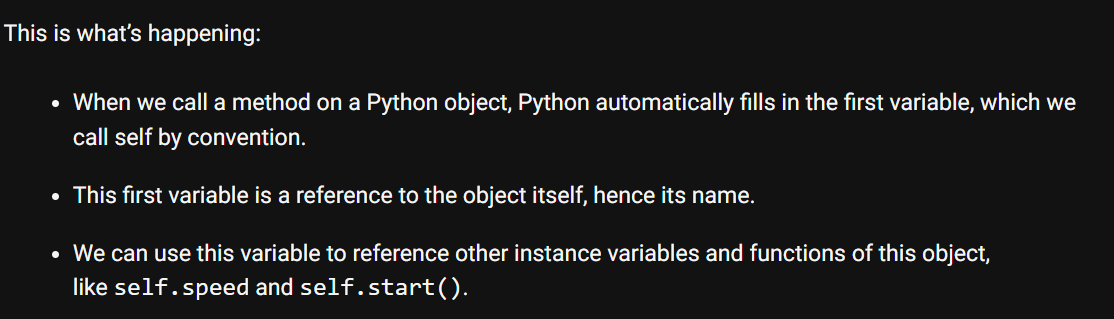 This is what’s happening:
• When we call a method on a Python object, Python automatically fills in the first variable, which we
call self by convention.
• This first variable is a reference to the object itself, hence its name.
• We can use this variable to reference other instance variables and functions of this object,
like self.speed and self.start().